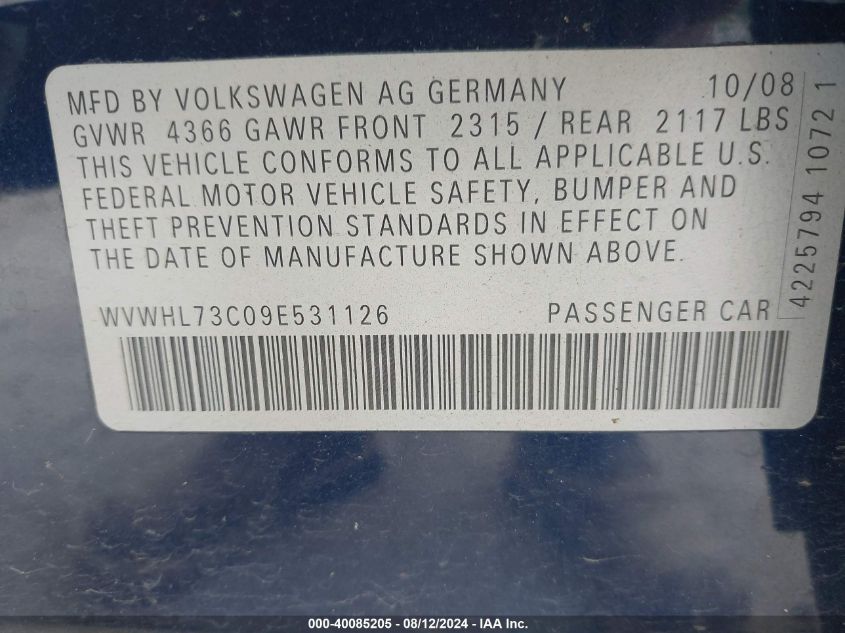 MFD BY VOLKSWAGEN AG GERMANY 10/08
GVWR 4366 GAWR FRONT 2315 / REAR 2117 LBS
THIS VEHICLE CONFORMS TO ALL APPLICABLE U.S.
FEDERAL MOTOR VEHICLE SAFETY, BUMPER AND
THEFT PREVENTION STANDARDS IN EFFECT ON
THE DATE OF MANUFACTURE SHOWN ABOVE.
WVWHL73C09E531126 PASSENGER CAR
4225794 1072 1
000-40085205 - 08/12/2024 - IAA Inc.